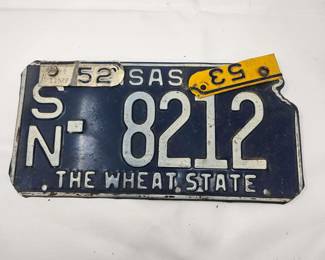 52 SAS 53
SN-8212
THE WHEAT STATE